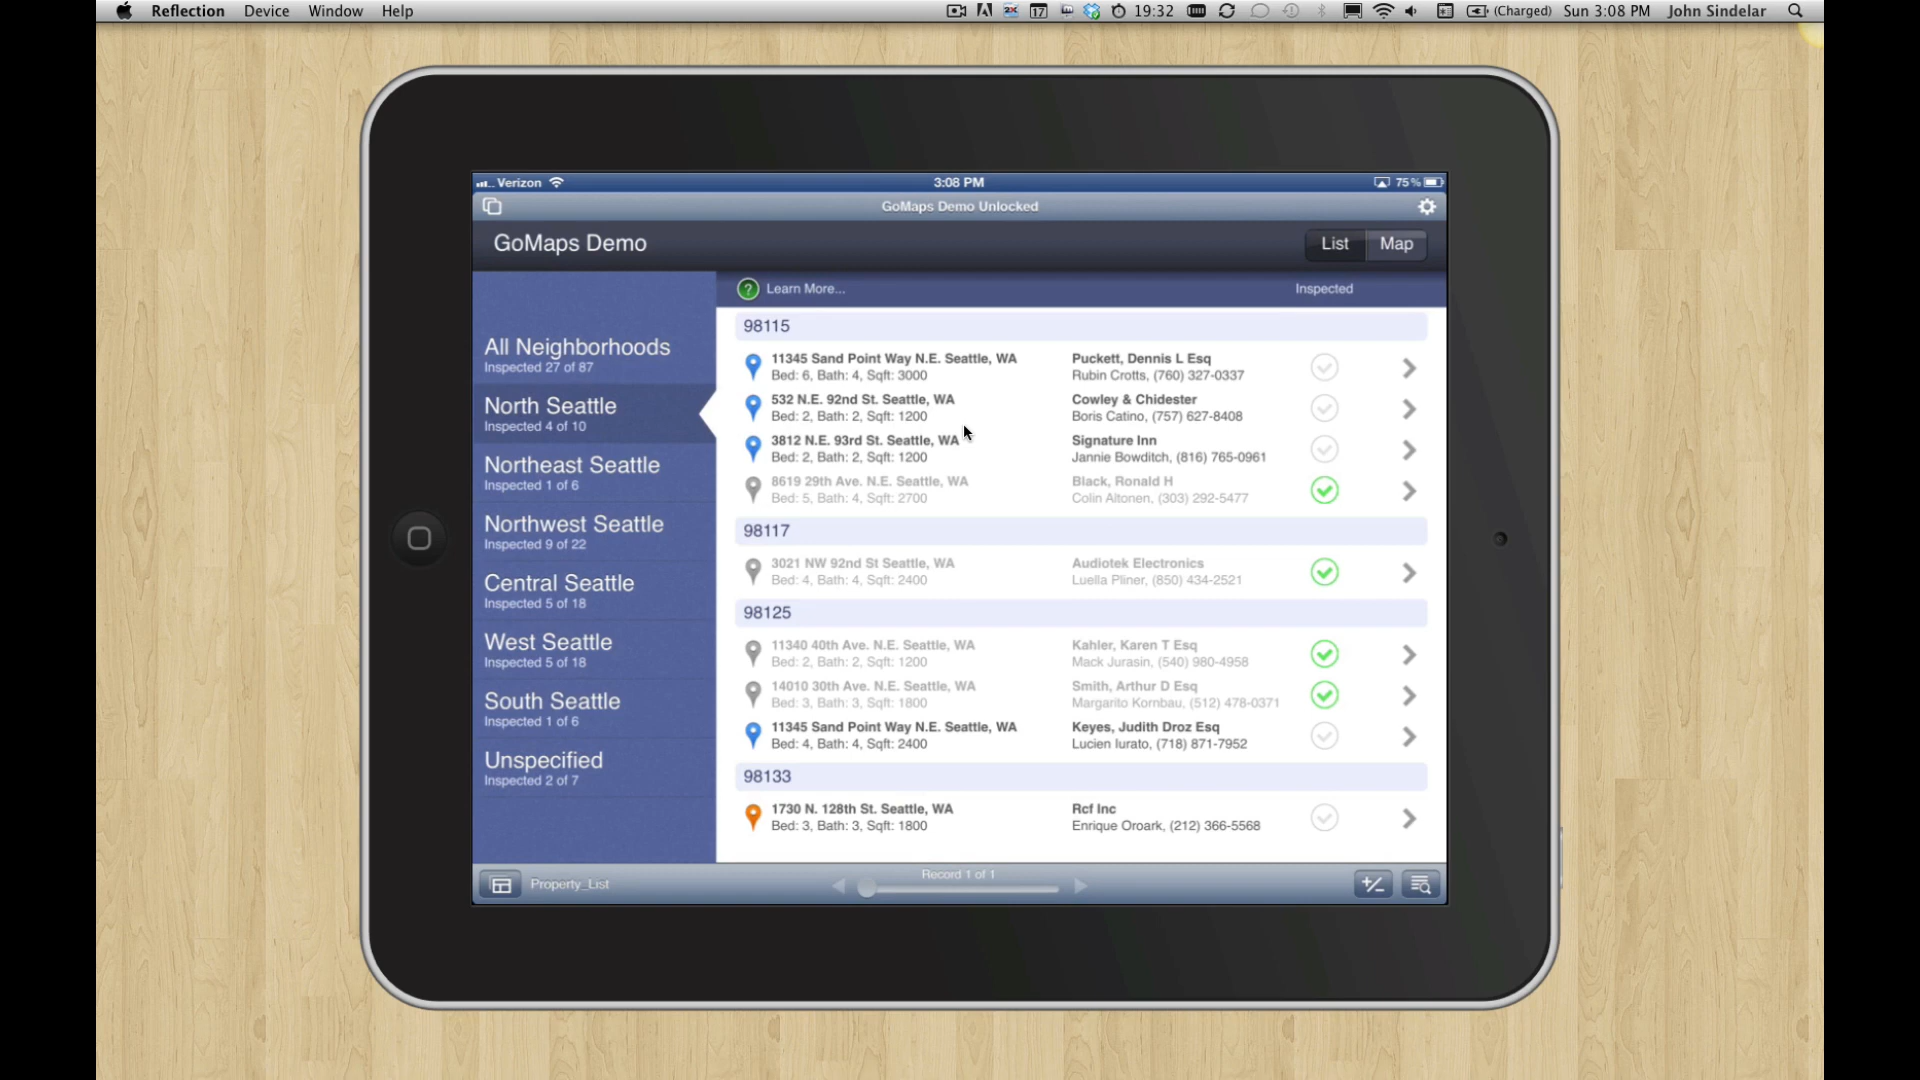 Reflection Device Window Help
19:32 (Charged) Sun 3:08 PM John Sindelar
Verizon 3:08 PM 75%
GoMaps Demo Unlocked
GoMaps Demo List Map
Learn More... Inspected
All Neighborhoods
Inspected 27 of 87
North Seattle
Inspected 4 of 10
Northeast Seattle
Inspected 1 of 6
Northwest Seattle
Inspected 9 of 22
Central Seattle
Inspected 5 of 18
West Seattle
Inspected 5 of 18
South Seattle
Inspected 1 of 6
Unspecified
Inspected 2 of 7
98115
11345 Sand Point Way N.E. Seattle, WA Puckett, Dennis L Esq
Bed: 6, Bath: 4, Sqft: 3000 Rubin Crotts, (760) 327-0337
532 N.E. 92nd St. Seattle, WA Cowley & Chidester
Bed: 2, Bath: 2, Sqft: 1200 Boris Catino, (757) 627-8408
3812 N.E. 93rd St. Seattle, WA Signature Inn
Bed: 2, Bath: 2, Sqft: 1200 Jannie Bowditch, (816) 765-0961
8619 29th Ave. N.E. Seattle, WA Black, Ronald H
Bed: 5, Bath: 4, Sqft: 2700 Colin Altonen, (303) 292-5477
98117
3021 NW 92nd St Seattle, WA Audiotek Electronics
Bed: 4, Bath: 4, Sqft: 2400 Luella Pliner, (850) 434-2521
98125
11340 40th Ave. N.E. Seattle, WA Kahler, Karen T Esq
Bed: 2, Bath: 2, Sqft: 1200 Mack Jurasin, (540) 980-4958
14010 30th Ave. N.E. Seattle, WA Smith, Arthur D Esq
Bed: 3, Bath: 3, Sqft: 1800 Margarito Kornbau, (512) 478-0371
11345 Sand Point Way N.E. Seattle, WA Keyes, Judith Droz Esq
Bed: 4, Bath: 4, Sqft: 2400 Lucien Iurato, (718) 871-7952
98133
1730 N. 128th St. Seattle, WA Rcf Inc
Bed: 3, Bath: 3, Sqft: 1800 Enrique Oroark, (212) 366-5568
Property_List Record 1 of 1